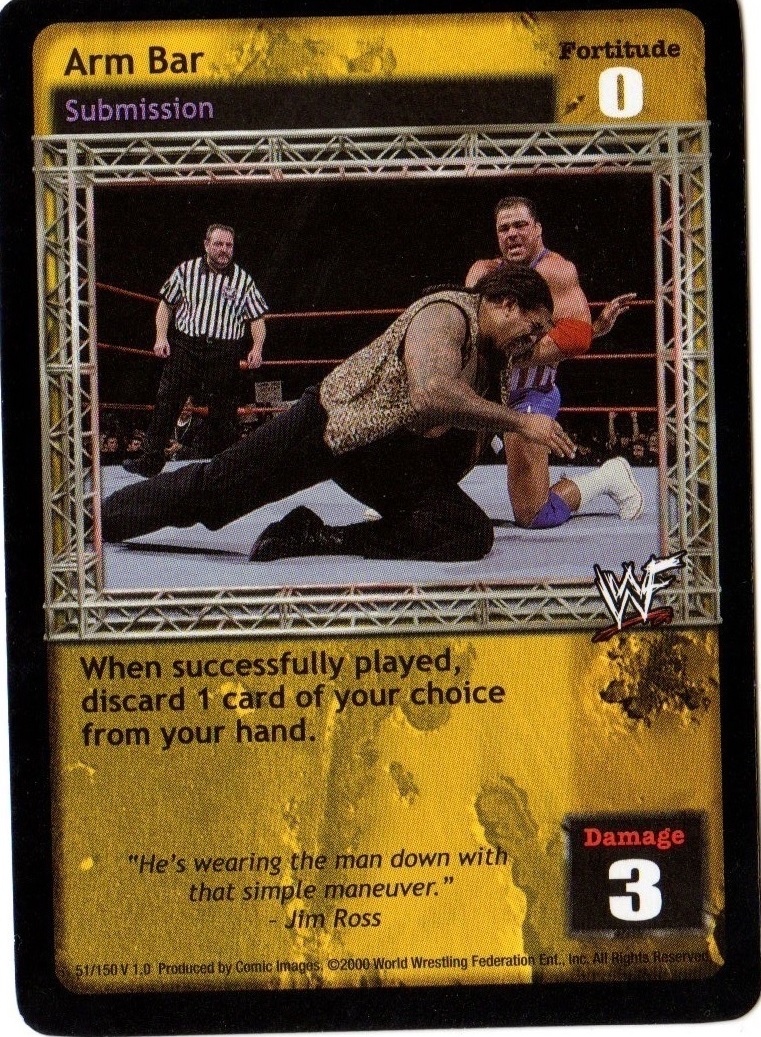 Arm Bar
Fortitude
0
Submission
WF
When successfully played,
discard 1 card of your choice
from your hand.
Damage
3
"He's wearing the man down with
that simple maneuver."
- Jim Ross
51/150 V 1.0 Produced by Comic Images, ©2000 World Wrestling Federation Ent., Inc. All Rights Reserved